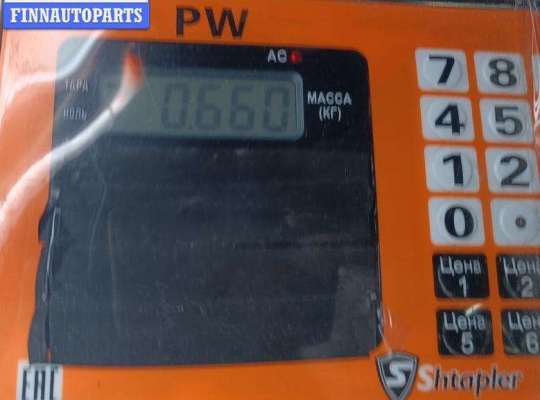 FINNAUTOPARTS
PW
АС
7 8
ТАРА
НОЛЬ
0.660
МАССА
(КГ)
4 5
1 2
0 .
Цена
1
Цена
2
Цена
5
Цена
6
EAC
S Shtapler